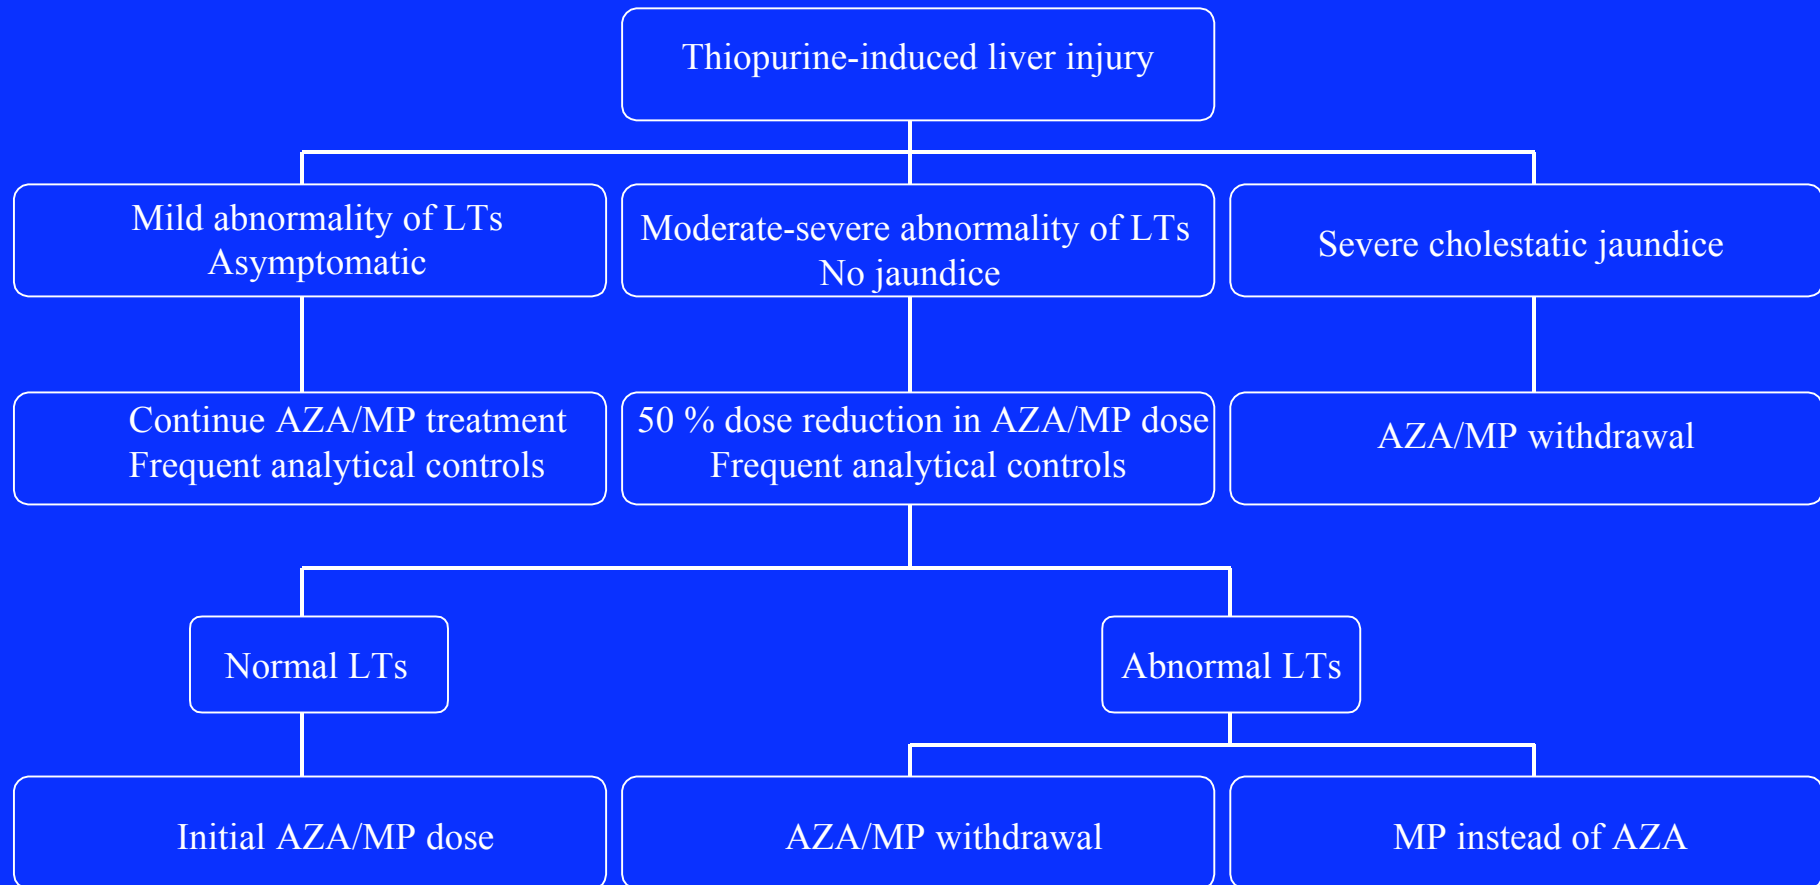 Thiopurine-induced liver injury
Mild abnormality of LTs
Asymptomatic
Moderate-severe abnormality of LTs
No jaundice
Severe cholestatic jaundice
Continue AZA/MP treatment
Frequent analytical controls
50 % dose reduction in AZA/MP dose
Frequent analytical controls
AZA/MP withdrawal
Normal LTs
Abnormal LTs
Initial AZA/MP dose
AZA/MP withdrawal
MP instead of AZA